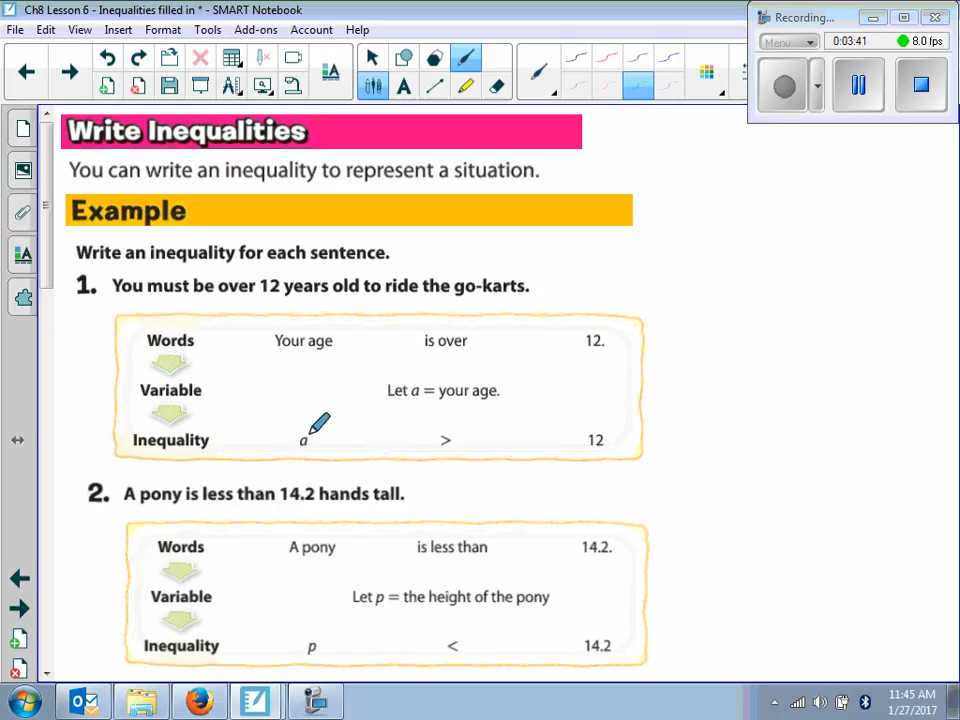 Ch8 Lesson 6 - Inequalities filled in * - SMART Notebook
Recording...
File Edit View Insert Format Tools Add-ons Account Help
Menu 0:03:41 8.0 fps
Write Inequalities
You can write an inequality to represent a situation.
Example
Write an inequality for each sentence.
1. You must be over 12 years old to ride the go-karts.
Words Your age is over 12.
Variable Let a = your age.
Inequality a > 12
2. A pony is less than 14.2 hands tall.
Words A pony is less than 14.2.
Variable Let p = the height of the pony
Inequality p < 14.2
11:45 AM
1/27/2017